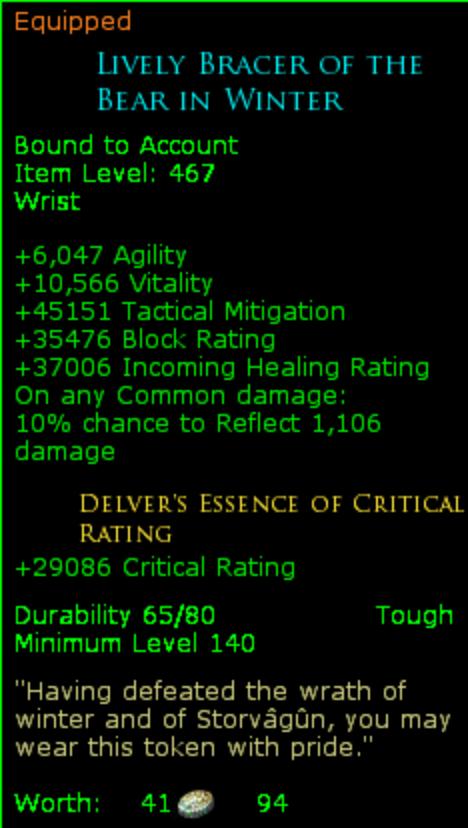 Equipped
Lively Bracer of the
Bear in Winter
Bound to Account
Item Level: 467
Wrist
+6,047 Agility
+10,566 Vitality
+45151 Tactical Mitigation
+35476 Block Rating
+37006 Incoming Healing Rating
On any Common damage:
10% chance to Reflect 1,106
damage
Delver's Essence of Critical
Rating
+29086 Critical Rating
Durability 65/80 Tough
Minimum Level 140
"Having defeated the wrath of
winter and of Storvâgûn, you may
wear this token with pride."
Worth: 41 94